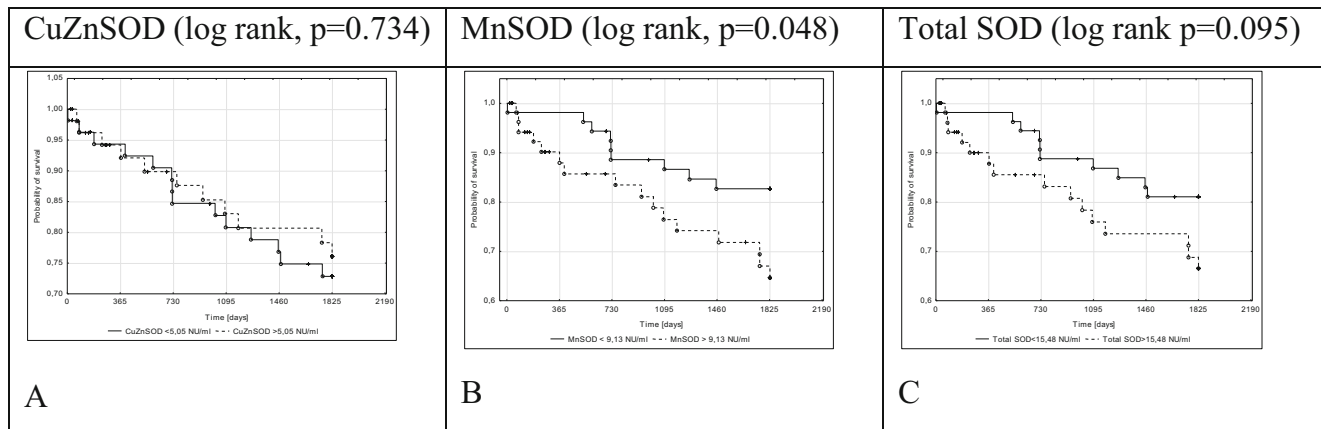 CuZnSOD (log rank, p=0.734)
MnSOD (log rank, p=0.048)
Total SOD (log rank p=0.095)
1,05
1,00
0,95
0,90
0,85
0,80
0,75
0,70
Probability of survival
0 365 730 1095 1460 1825 2190
Time [days]
CuZnSOD <5,05 NU/ml CuZnSOD >5,05 NU/ml
A
1,0
0,9
0,8
0,7
0,6
Probability of survival
0 365 730 1095 1460 1825 2190
Time [days]
MnSOD < 9,13 NU/ml MnSOD > 9,13 NU/ml
B
1,0
0,9
0,8
0,7
0,6
Probability of survival
0 365 730 1095 1460 1825 2190
Time [days]
Total SOD<15,48 NU/ml Total SOD>15,48 NU/ml
C